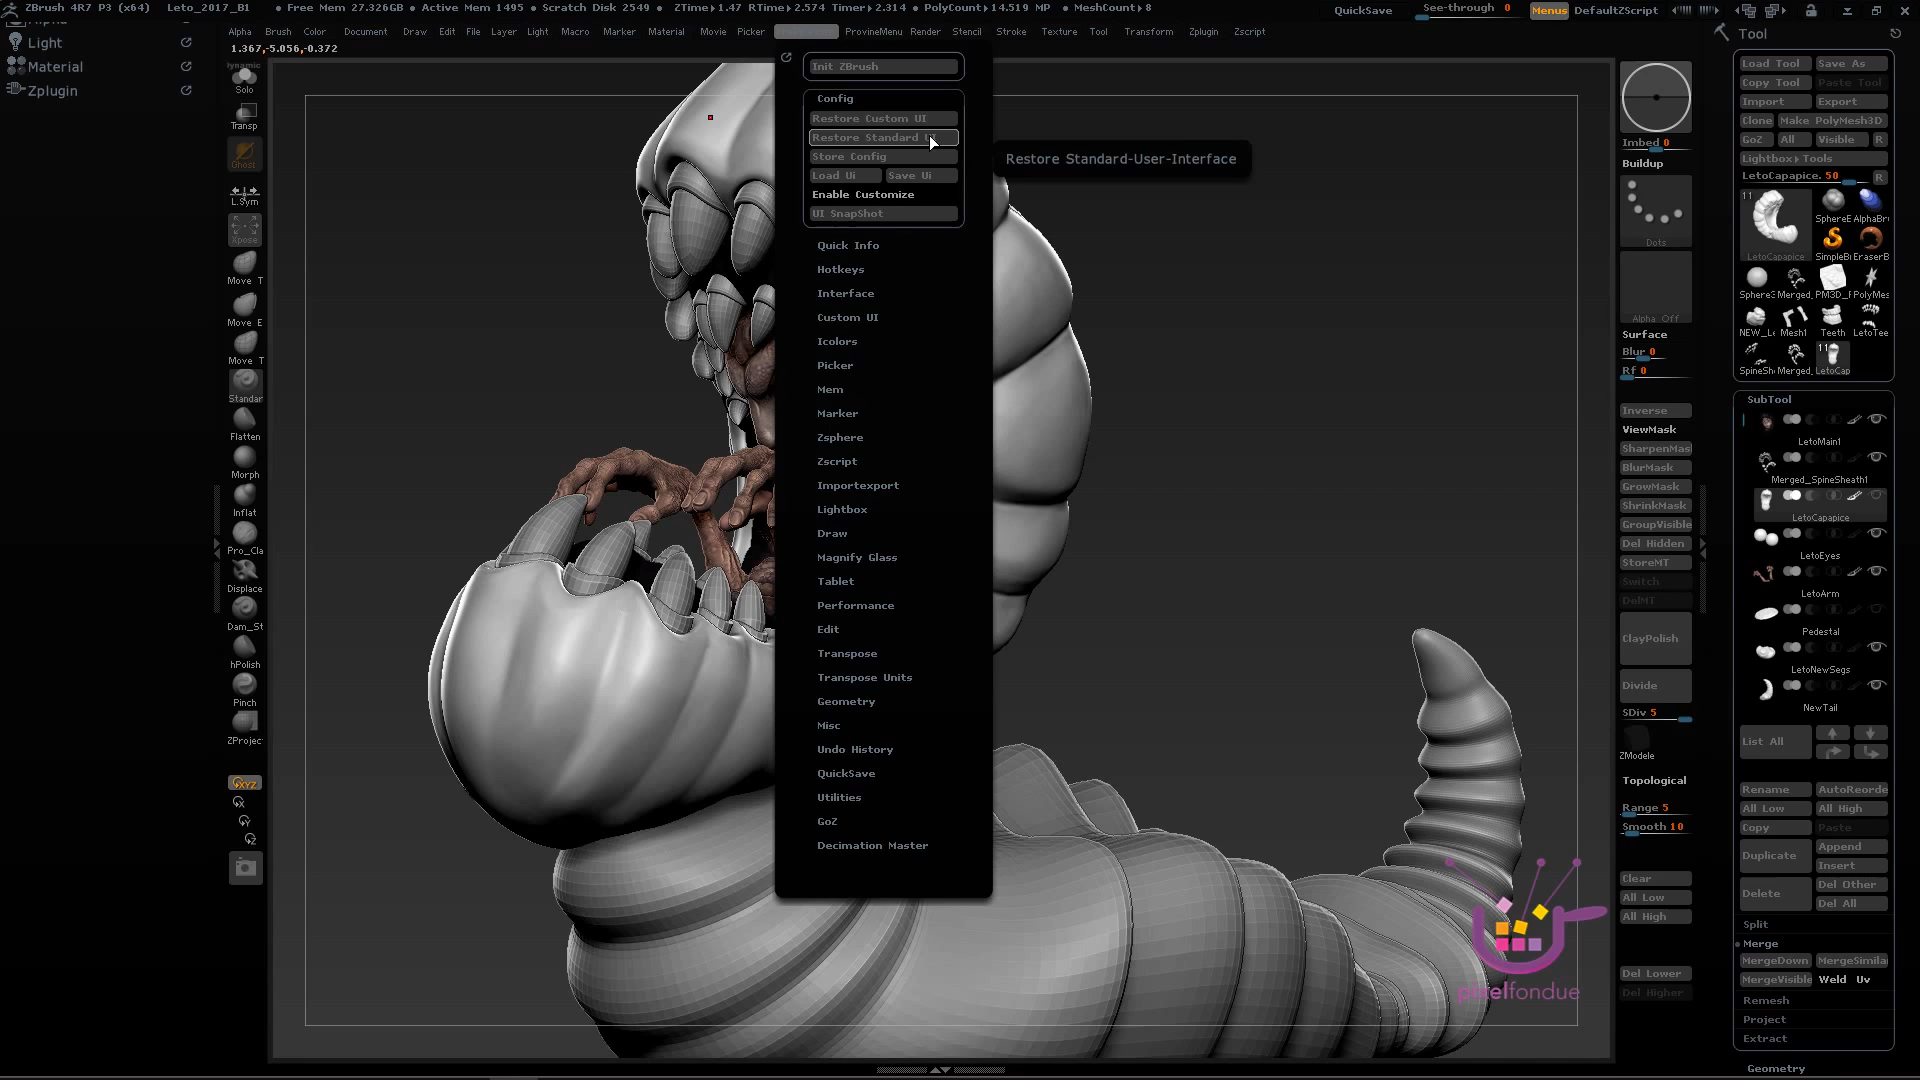 ZBrush 4R7 P3 (x64) Leto_2017_B1 • Free Mem 27.326GB • Active Mem 1495 • Scratch Disk 2549 • ZTime▸1.47 RTime▸2.574 Timer▸2.314 • PolyCount▸14.519 MP • MeshCount▸8 QuickSave See-through 0 Menus DefaultZScript
Alpha Brush Color Document Draw Edit File Layer Light Macro Marker Material Movie Picker ProvineMenu Render Stencil Stroke Texture Tool Transform Zplugin Zscript
1.367,-5.056,-0.372
Light
Material
Zplugin
dynamic
Solo
Transp
Ghost
L.Sym
Xpose
Move T
Move E
Move T
Standar
Flatten
Morph
Inflat
Pro_Cla
Displace
Dam_St
hPolish
Pinch
ZProjec
XYZ
X
Y
Z
Init ZBrush
Config
Restore Custom UI
Restore Standard
Store Config
Load Ui Save Ui
Enable Customize
UI SnapShot
Quick Info
Hotkeys
Interface
Custom UI
Icolors
Picker
Mem
Marker
Zsphere
Zscript
Importexport
Lightbox
Draw
Magnify Glass
Tablet
Performance
Edit
Transpose
Transpose Units
Geometry
Misc
Undo History
QuickSave
Utilities
GoZ
Decimation Master
Restore Standard-User-Interface
Imbed 0
Buildup
Dots
Alpha Off
Surface
Blur 0
Rf 0
Inverse
ViewMask
SharpenMas
BlurMask
GrowMask
ShrinkMask
GroupVisible
Del Hidden
StoreMT
Switch
DelMT
ClayPolish
Divide
SDiv 5
ZModele
Topological
Range 5
Smooth 10
Clear
All Low
All High
Del Lower
Del Higher
Tool
Load Tool Save As
Copy Tool Paste Tool
Import Export
Clone Make PolyMesh3D
GoZ All Visible R
Lightbox▸Tools
LetoCapapice. 50 R
11
LetoCapapice
SphereE AlphaBr
SimpleB EraserB
Sphere3 Merged_ PM3D_ PolyMes
NEW_Le Mesh1 Teeth LetoTee
11
SpineSh Merged_ LetoCap
SubTool
LetoMain1
Merged_SpineSheath1
LetoCapapice
LetoEyes
LetoArm
Pedestal
LetoNewSegs
NewTail
List All
Rename AutoReorde
All Low All High
Copy Paste
Duplicate Append
Insert
Delete Del Other
Del All
Split
Merge
MergeDown MergeSimila
MergeVisible Weld Uv
Remesh
Project
Extract
Geometry
pixelfondue